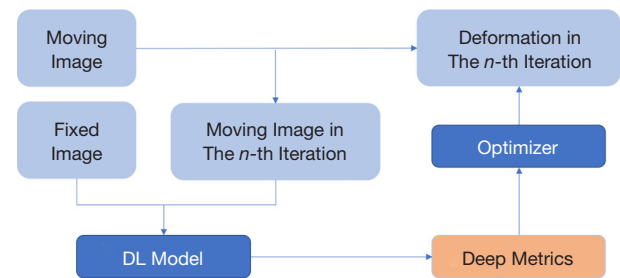 Moving
Image
Deformation in
The n-th Iteration
Fixed
Image
Moving Image in
The n-th Iteration
Optimizer
DL Model
Deep Metrics